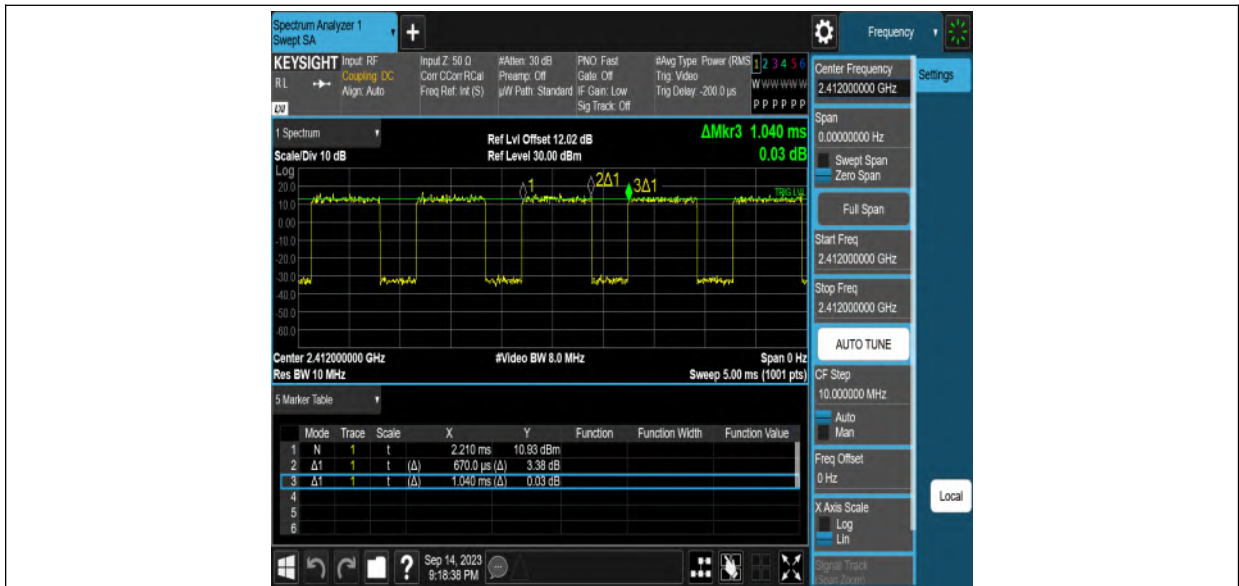 Spectrum Analyzer 1
Swept SA
+
Frequency
KEYSIGHT
R L
LXI
Input: RF
Coupling: DC
Align: Auto
Input Z: 50 Ω
Corr CCorr RCal
Freq Ref: Int (S)
#Atten: 30 dB
Preamp: Off
µW Path: Standard
PNO: Fast
Gate: Off
IF Gain: Low
Sig Track: Off
#Avg Type: Power (RMS
Trig: Video
Trig Delay: -200.0 µs
1 2 3 4 5 6
W W W W W W
P P P P P P
Center Frequency
2.412000000 GHz
Settings
Span
0.00000000 Hz
Swept Span
Zero Span
Full Span
Start Freq
2.412000000 GHz
Stop Freq
2.412000000 GHz
AUTO TUNE
CF Step
10.000000 MHz
Auto
Man
Freq Offset
0 Hz
X Axis Scale
Log
Lin
Signal Track
(Span Zoom)
Local
1 Spectrum
Scale/Div 10 dB
Ref Lvl Offset 12.02 dB
Ref Level 30.00 dBm
ΔMkr3 1.040 ms
0.03 dB
Log
20.0
10.0
0.00
-10.0
-20.0
-30.0
-40.0
-50.0
-60.0
1
2Δ1
3Δ1
TRIG LVL
Center 2.412000000 GHz
Res BW 10 MHz
#Video BW 8.0 MHz
Span 0 Hz
Sweep 5.00 ms (1001 pts)
5 Marker Table
Mode Trace Scale X Y Function Function Width Function Value
1 N 1 t 2.210 ms 10.93 dBm
2 Δ1 1 t (Δ) 670.0 µs (Δ) 3.38 dB
3 Δ1 1 t (Δ) 1.040 ms (Δ) 0.03 dB
4
5
6
?
Sep 14, 2023
9:18:38 PM